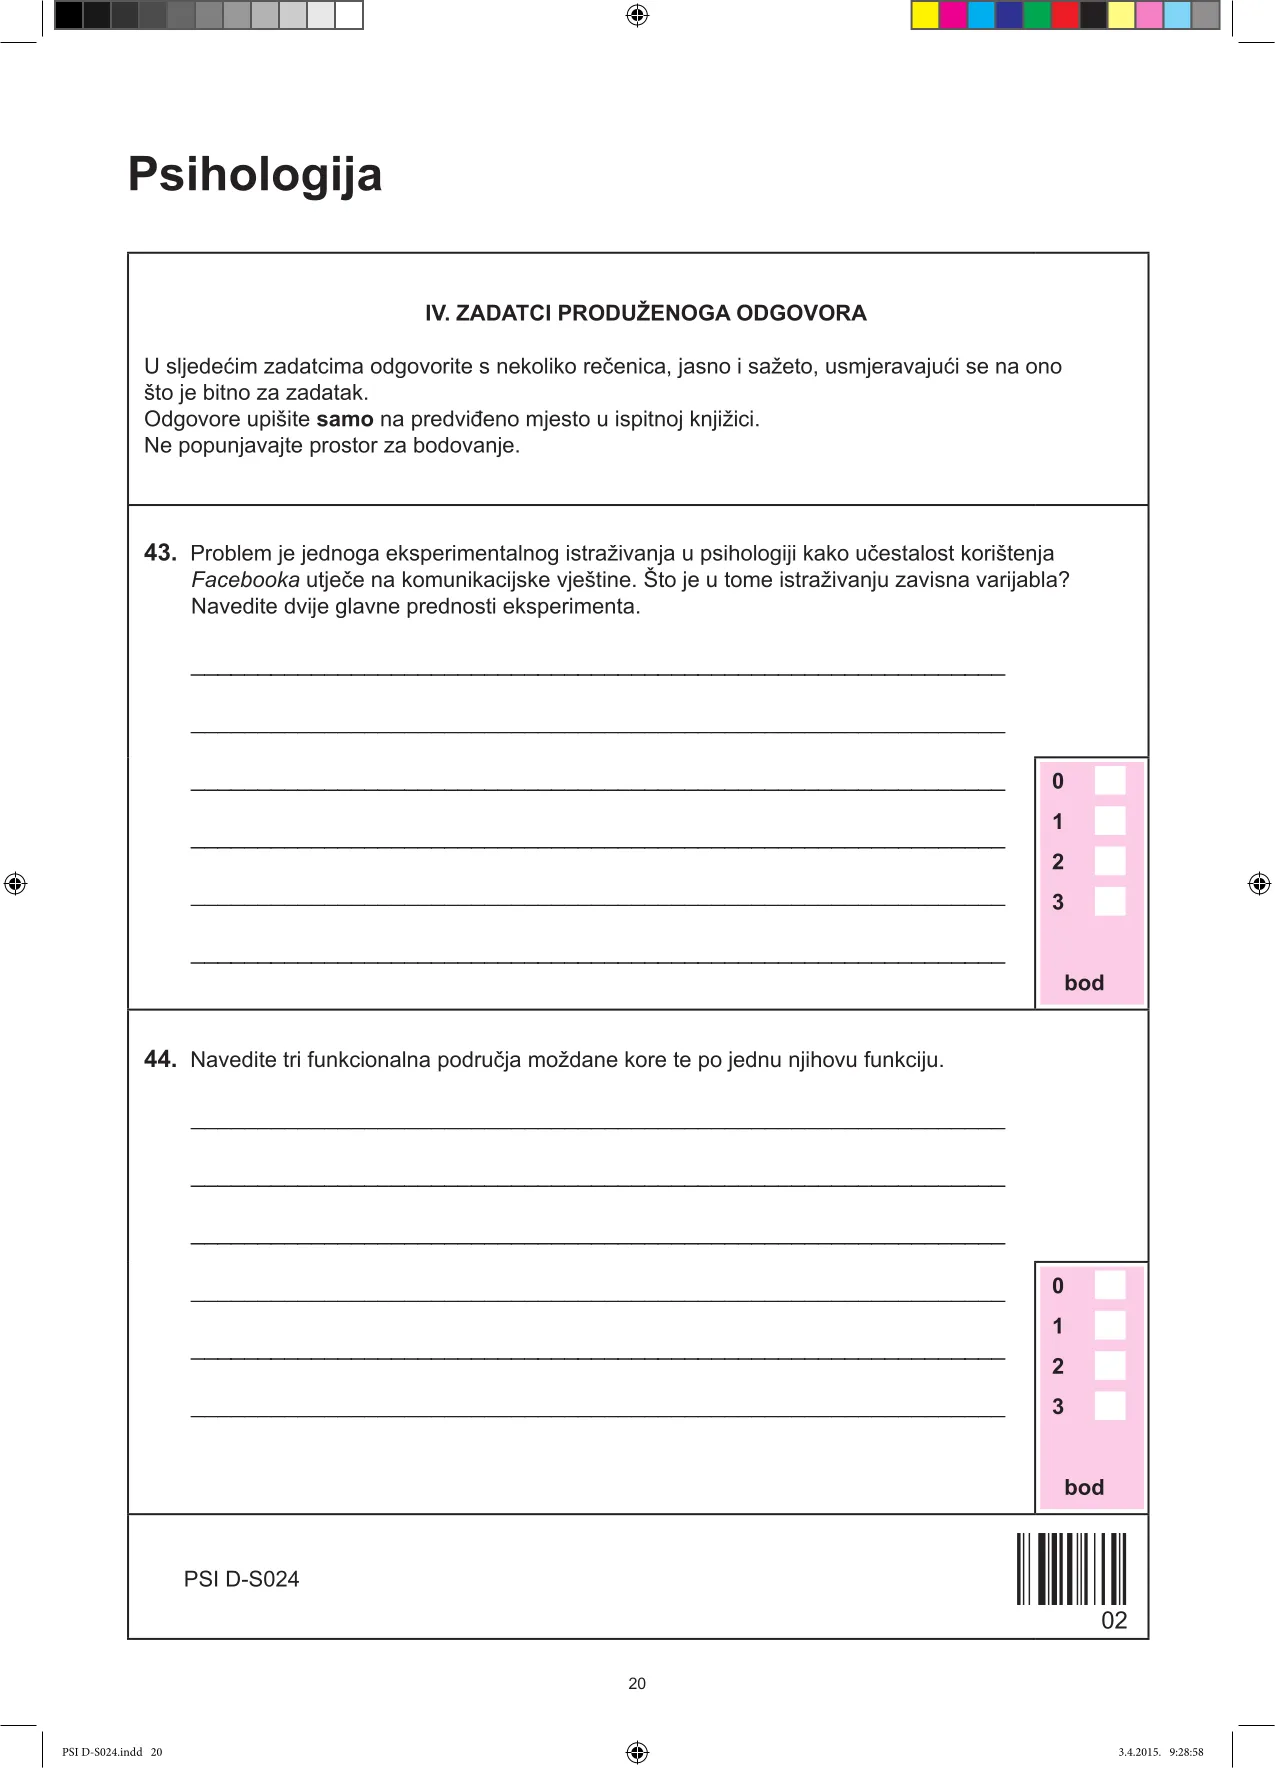 Psihologija
IV. ZADATCI PRODUŽENOGA ODGOVORA
U sljedećim zadatcima odgovorite s nekoliko rečenica, jasno i sažeto, usmjeravajući se na ono
što je bitno za zadatak.
Odgovore upišite samo na predviđeno mjesto u ispitnoj knjižici.
Ne popunjavajte prostor za bodovanje.
43. Problem je jednoga eksperimentalnog istraživanja u psihologiji kako učestalost korištenja
Facebooka utječe na komunikacijske vještine. Što je u tome istraživanju zavisna varijabla?
Navedite dvije glavne prednosti eksperimenta.
0
1
2
3
bod
44. Navedite tri funkcionalna područja moždane kore te po jednu njihovu funkciju.
0
1
2
3
bod
PSI D-S024
02
20
PSI D-S024.indd 20
3.4.2015. 9:28:58